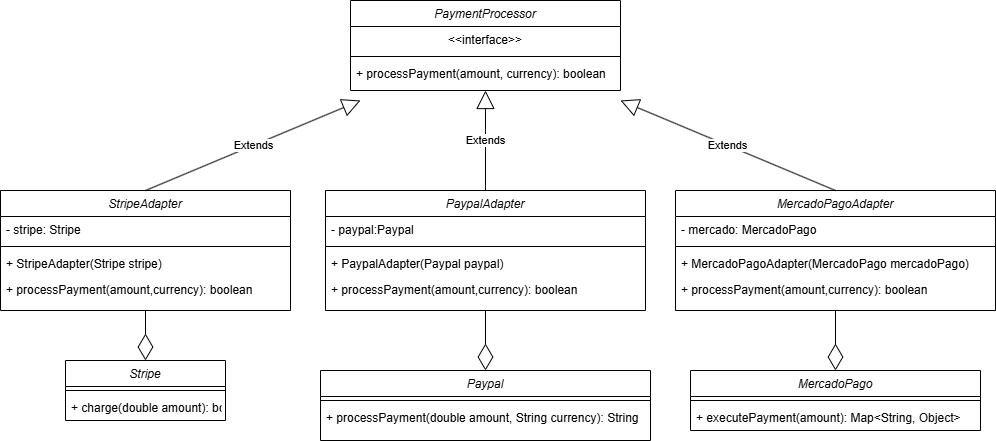 PaymentProcessor
<<interface>>
+ processPayment(amount, currency): boolean
Extends
Extends
Extends
StripeAdapter
- stripe: Stripe
+ StripeAdapter(Stripe stripe)
+ processPayment(amount,currency): boolean
PaypalAdapter
- paypal:Paypal
+ PaypalAdapter(Paypal paypal)
+ processPayment(amount,currency): boolean
MercadoPagoAdapter
- mercado: MercadoPago
+ MercadoPagoAdapter(MercadoPago mercadoPago)
+ processPayment(amount,currency): boolean
Stripe
+ charge(double amount):
Paypal
+ processPayment(double amount, String currency): String
MercadoPago
+ executePayment(amount): Map<String, Object>